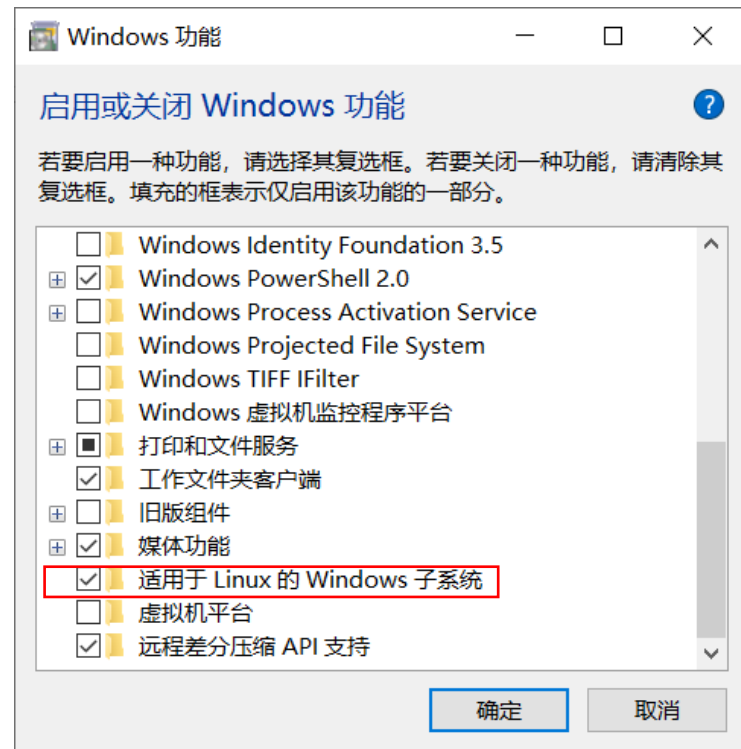 Windows 功能
启用或关闭 Windows 功能
?
若要启用一种功能，请选择其复选框。若要关闭一种功能，请清除其
复选框。填充的框表示仅启用该功能的一部分。
Windows Identity Foundation 3.5
Windows PowerShell 2.0
Windows Process Activation Service
Windows Projected File System
Windows TIFF IFilter
Windows 虚拟机监控程序平台
打印和文件服务
工作文件夹客户端
旧版组件
媒体功能
适用于 Linux 的 Windows 子系统
虚拟机平台
远程差分压缩 API 支持
确定
取消